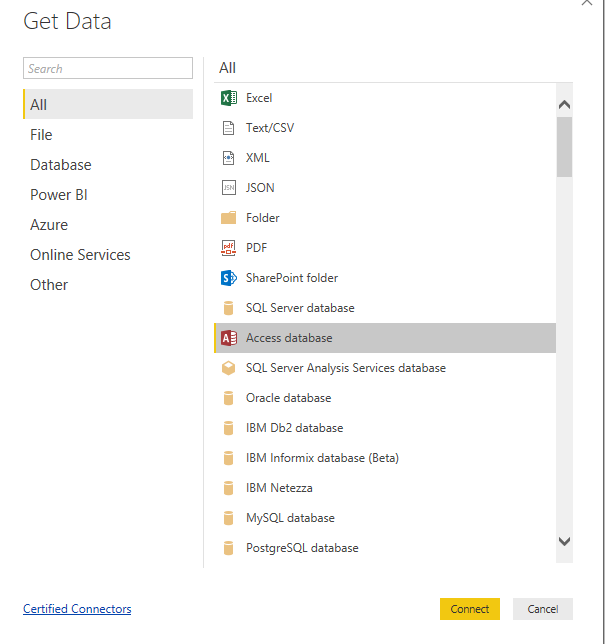 Get Data
Search
All
File
Database
Power BI
Azure
Online Services
Other
All
Excel
Text/CSV
XML
JSON
Folder
PDF
SharePoint folder
SQL Server database
Access database
SQL Server Analysis Services database
Oracle database
IBM Db2 database
IBM Informix database (Beta)
IBM Netezza
MySQL database
PostgreSQL database
Certified Connectors
Connect
Cancel